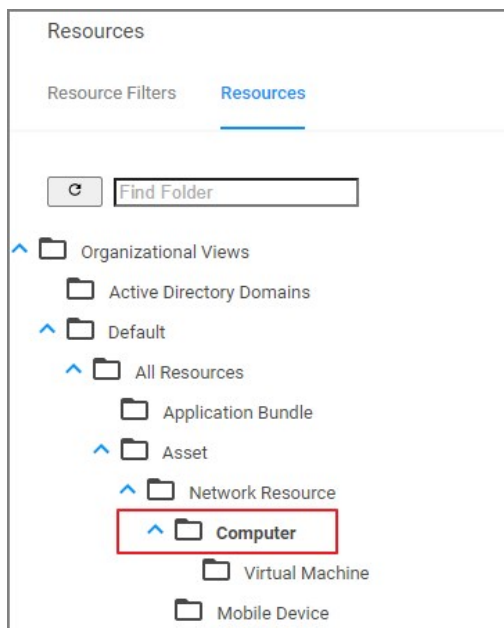 Resources
Resource Filters Resources
Find Folder
Organizational Views
Active Directory Domains
Default
All Resources
Application Bundle
Asset
Network Resource
Computer
Virtual Machine
Mobile Device